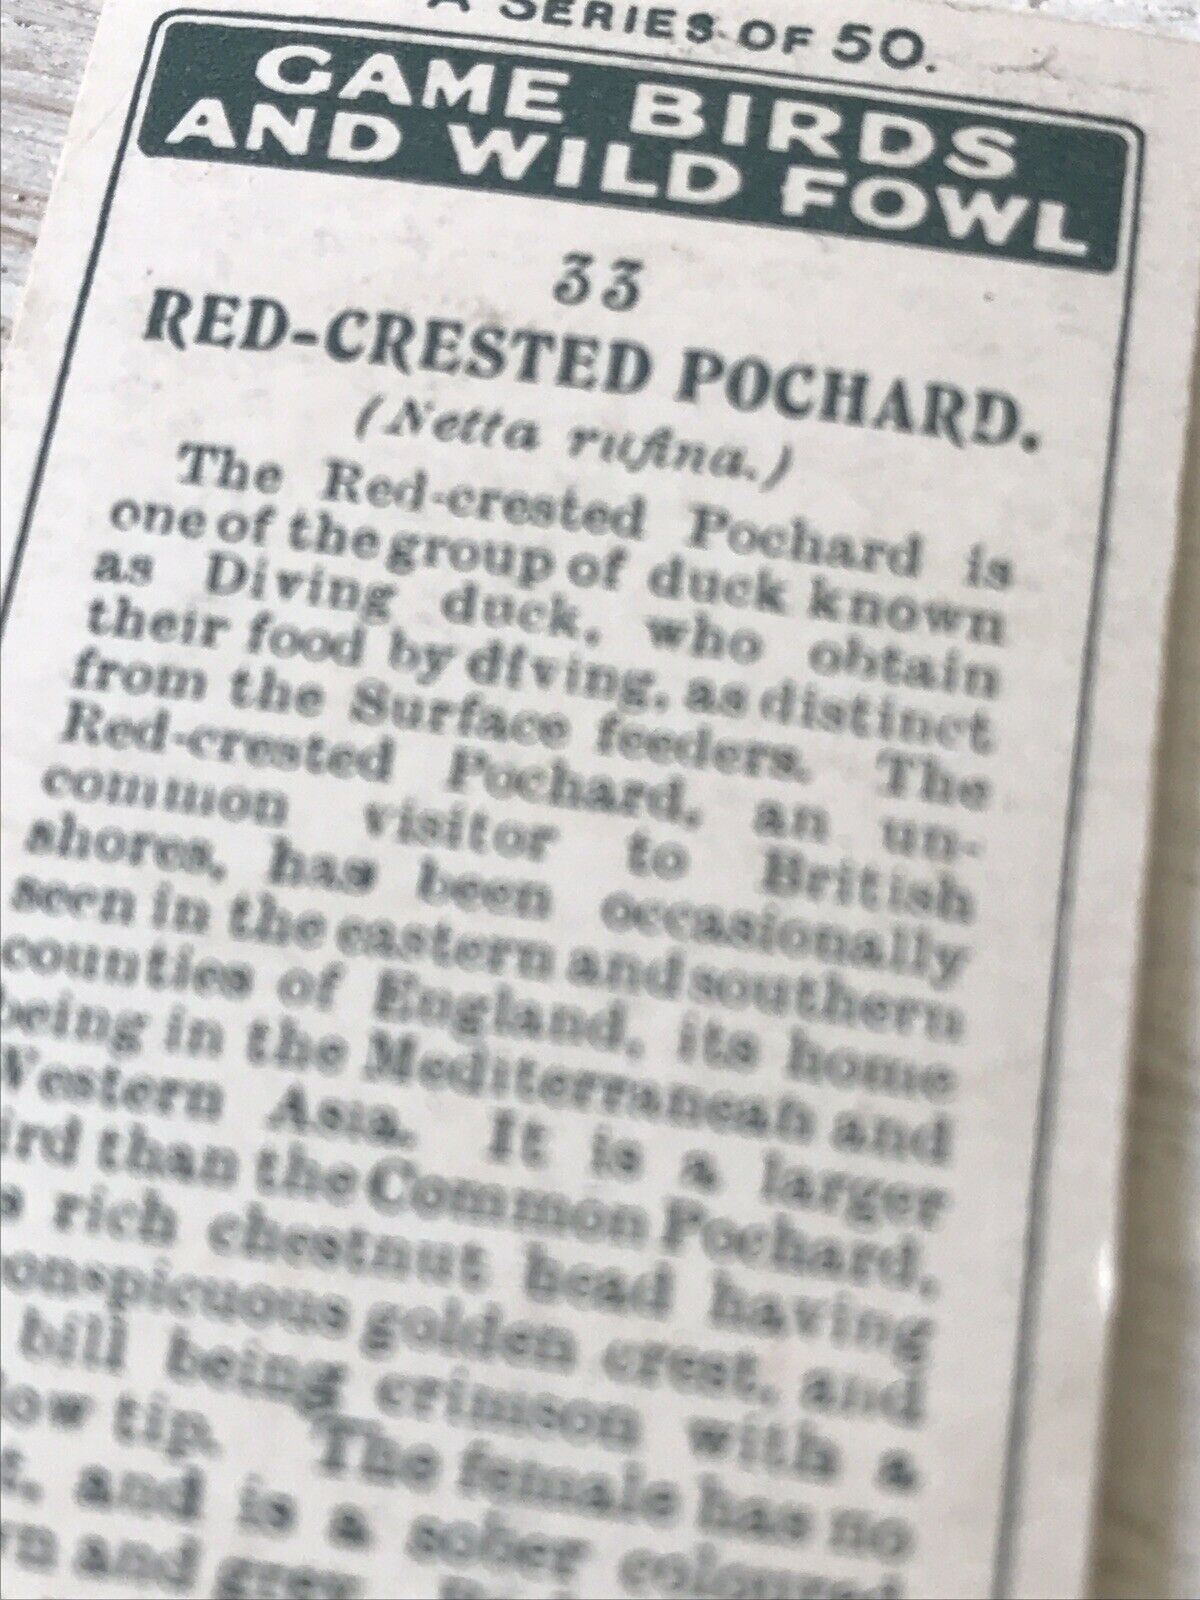 A SERIES OF 50.
GAME BIRDS
AND WILD FOWL
33
RED-CRESTED POCHARD.
(Netta rufina.)
The Red-crested Pochard is
one of the group of duck known
as Diving duck, who obtain
their food by diving, as distinct
from the Surface feeders. The
Red-crested Pochard, an un-
common visitor to British
shores, has been occasionally
seen in the eastern and southern
counties of England, its home
being in the Mediterranean and
Western Asia. It is a larger
ird than the Common Pochard,
s rich chestnut head having
onspicuous golden crest, and
bill being crimson with a
ow tip. The female has no
t, and is a sober coloured
n and grey